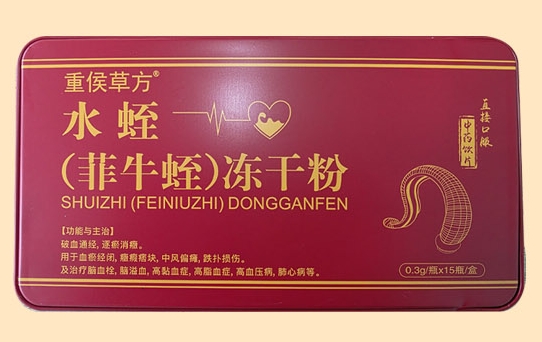 重侯草方®
水蛭
(菲牛蛭)冻干粉
SHUIZHI (FEINIUZHI) DONGGANFEN
直接口服
中药饮片
【功能与主治】
破血通经, 逐瘀消癥。
用于血瘀经闭, 癥瘕痞块, 中风偏瘫, 跌扑损伤。
及治疗脑血栓, 脑溢血, 高黏血症, 高脂血症, 高血压病, 肺心病等。
0.3g/瓶x15瓶/盒